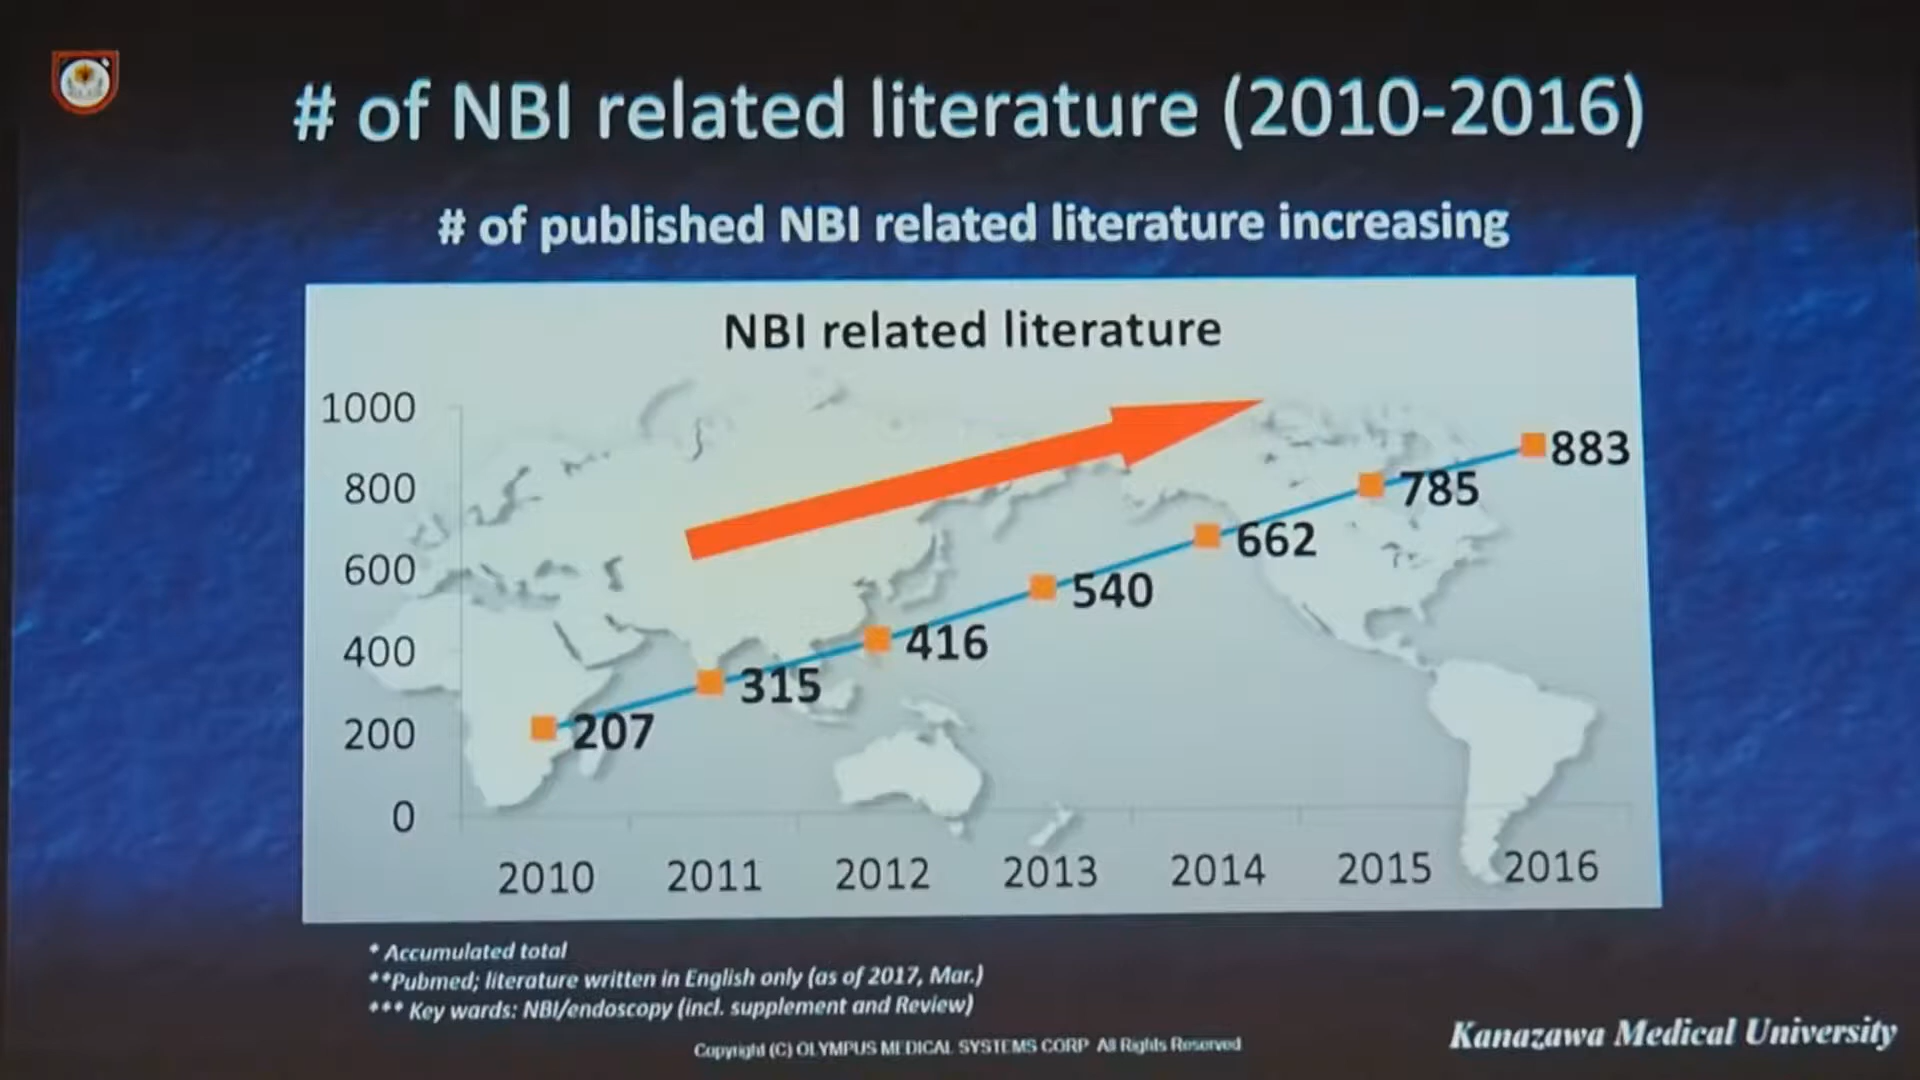 # of NBI related literature (2010-2016)
# of published NBI related literature increasing
NBI related literature
1000
800
600
400
200
0
207
315
416
540
662
785
883
2010 2011 2012 2013 2014 2015 2016
* Accumulated total
**Pubmed; literature written in English only (as of 2017, Mar.)
*** Key wards: NBI/endoscopy (incl. supplement and Review)
Copyright (C) OLYMPUS MEDICAL SYSTEMS CORP All Rights Reserved
Kanazawa Medical University